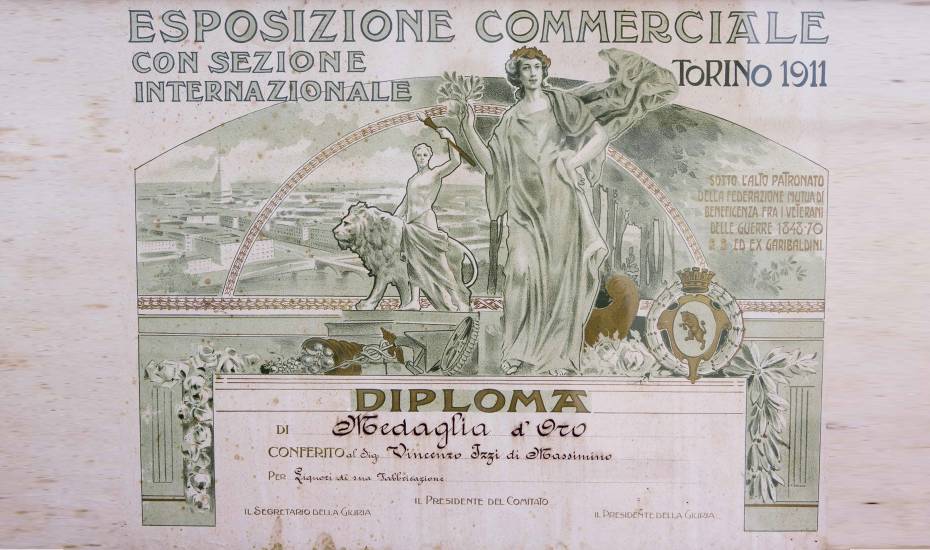 ESPOSIZIONE COMMERCIALE
CON SEZIONE
INTERNAZIONALE
TORINO 1911
SOTTO L'ALTO PATRONATO
DELLA FEDERAZIONE MUTUA DI
BENEFICENZA FRA I VETERANI
DELLE GUERRE 1848-70
R. R. ED EX GARIBALDINI
DIPLOMA
DI Medaglia d'Oro
CONFERITO al Sig. Vincenzo Izzi di Massimino
PER Liquori di sua Fabbricazione
IL PRESIDENTE DEL COMITATO
IL SEGRETARIO DELLA GIURIA
IL PRESIDENTE DELLA GIURIA